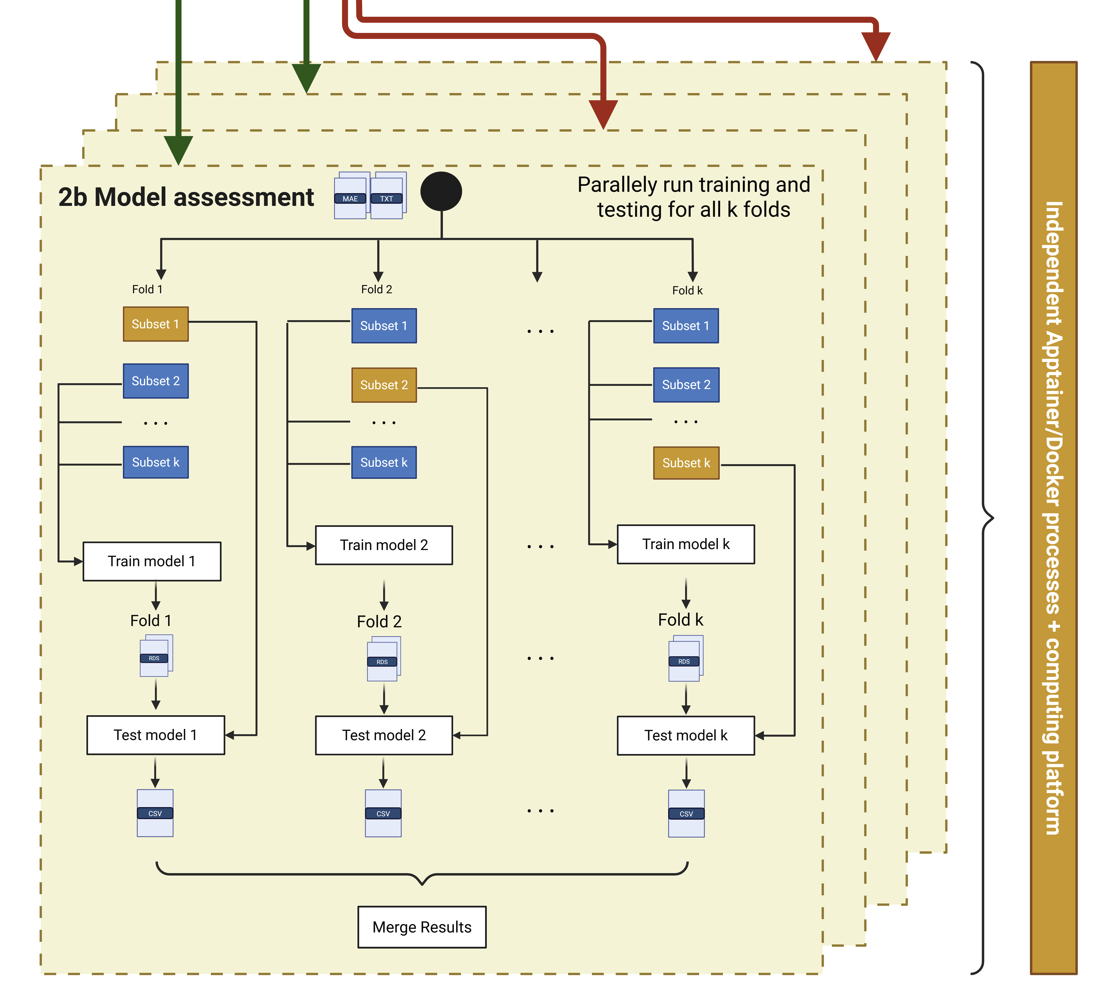 2b Model assessment
MAE
TXT
Parallely run training and
testing for all k folds
Fold 1
Fold 2
Fold k
Subset 1
Subset 1
...
Subset 1
Subset 2
Subset 2
Subset 2
...
...
...
Subset k
Subset k
Subset k
Train model 1
Train model 2
...
Train model k
Fold 1
Fold 2
Fold k
RDS
RDS
...
RDS
Test model 1
Test model 2
Test model k
CSV
CSV
...
CSV
Merge Results
Independent Apptainer/Docker processes + computing platform